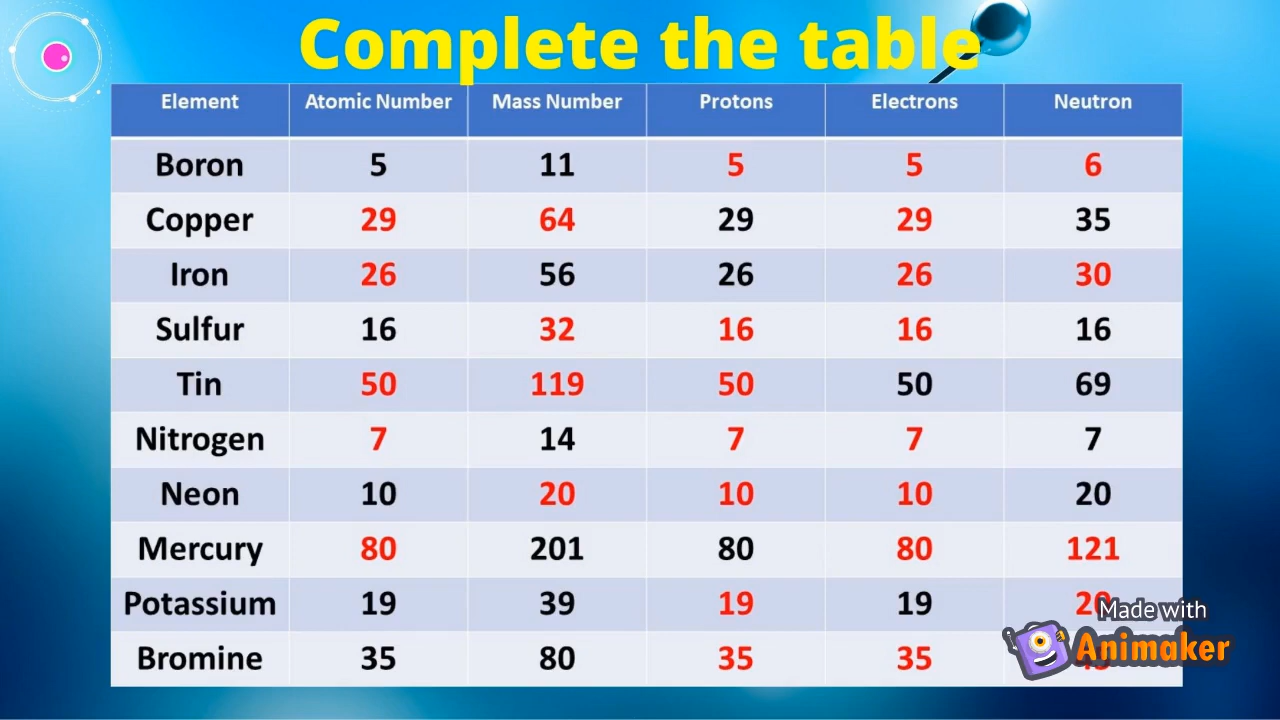 Complete the table
Element Atomic Number Mass Number Protons Electrons Neutron
Boron 5 11 5 5 6
Copper 29 64 29 29 35
Iron 26 56 26 26 30
Sulfur 16 32 16 16 16
Tin 50 119 50 50 69
Nitrogen 7 14 7 7 7
Neon 10 20 10 10 20
Mercury 80 201 80 80 121
Potassium 19 39 19 19 20
Bromine 35 80 35 35
Made with
Animaker